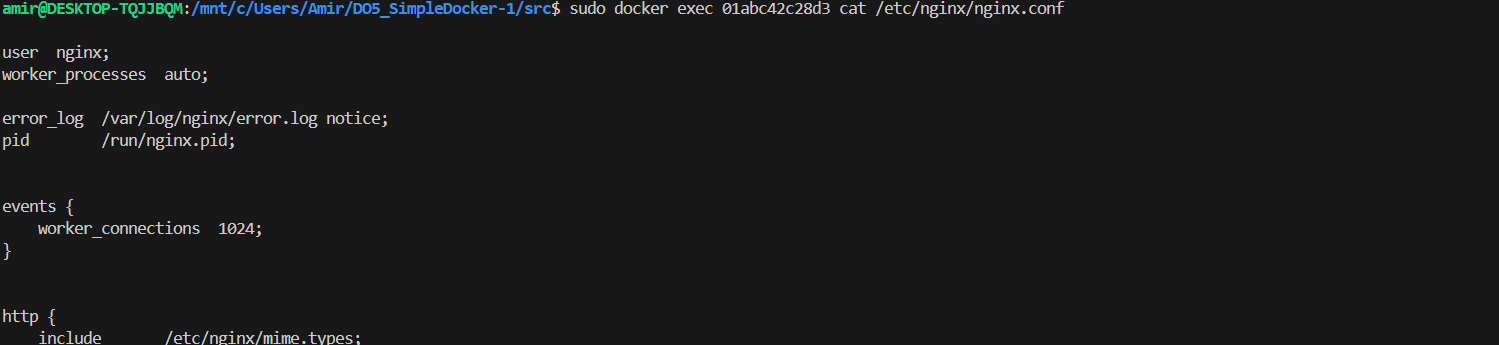 amir@DESKTOP-TQJJBQM:/mnt/c/Users/Amir/DO5_SimpleDocker-1/src$ sudo docker exec 01abc42c28d3 cat /etc/nginx/nginx.conf
user  nginx;
worker_processes  auto;
error_log  /var/log/nginx/error.log notice;
pid        /run/nginx.pid;
events {
    worker_connections  1024;
}
http {
    include       /etc/nginx/mime.types;